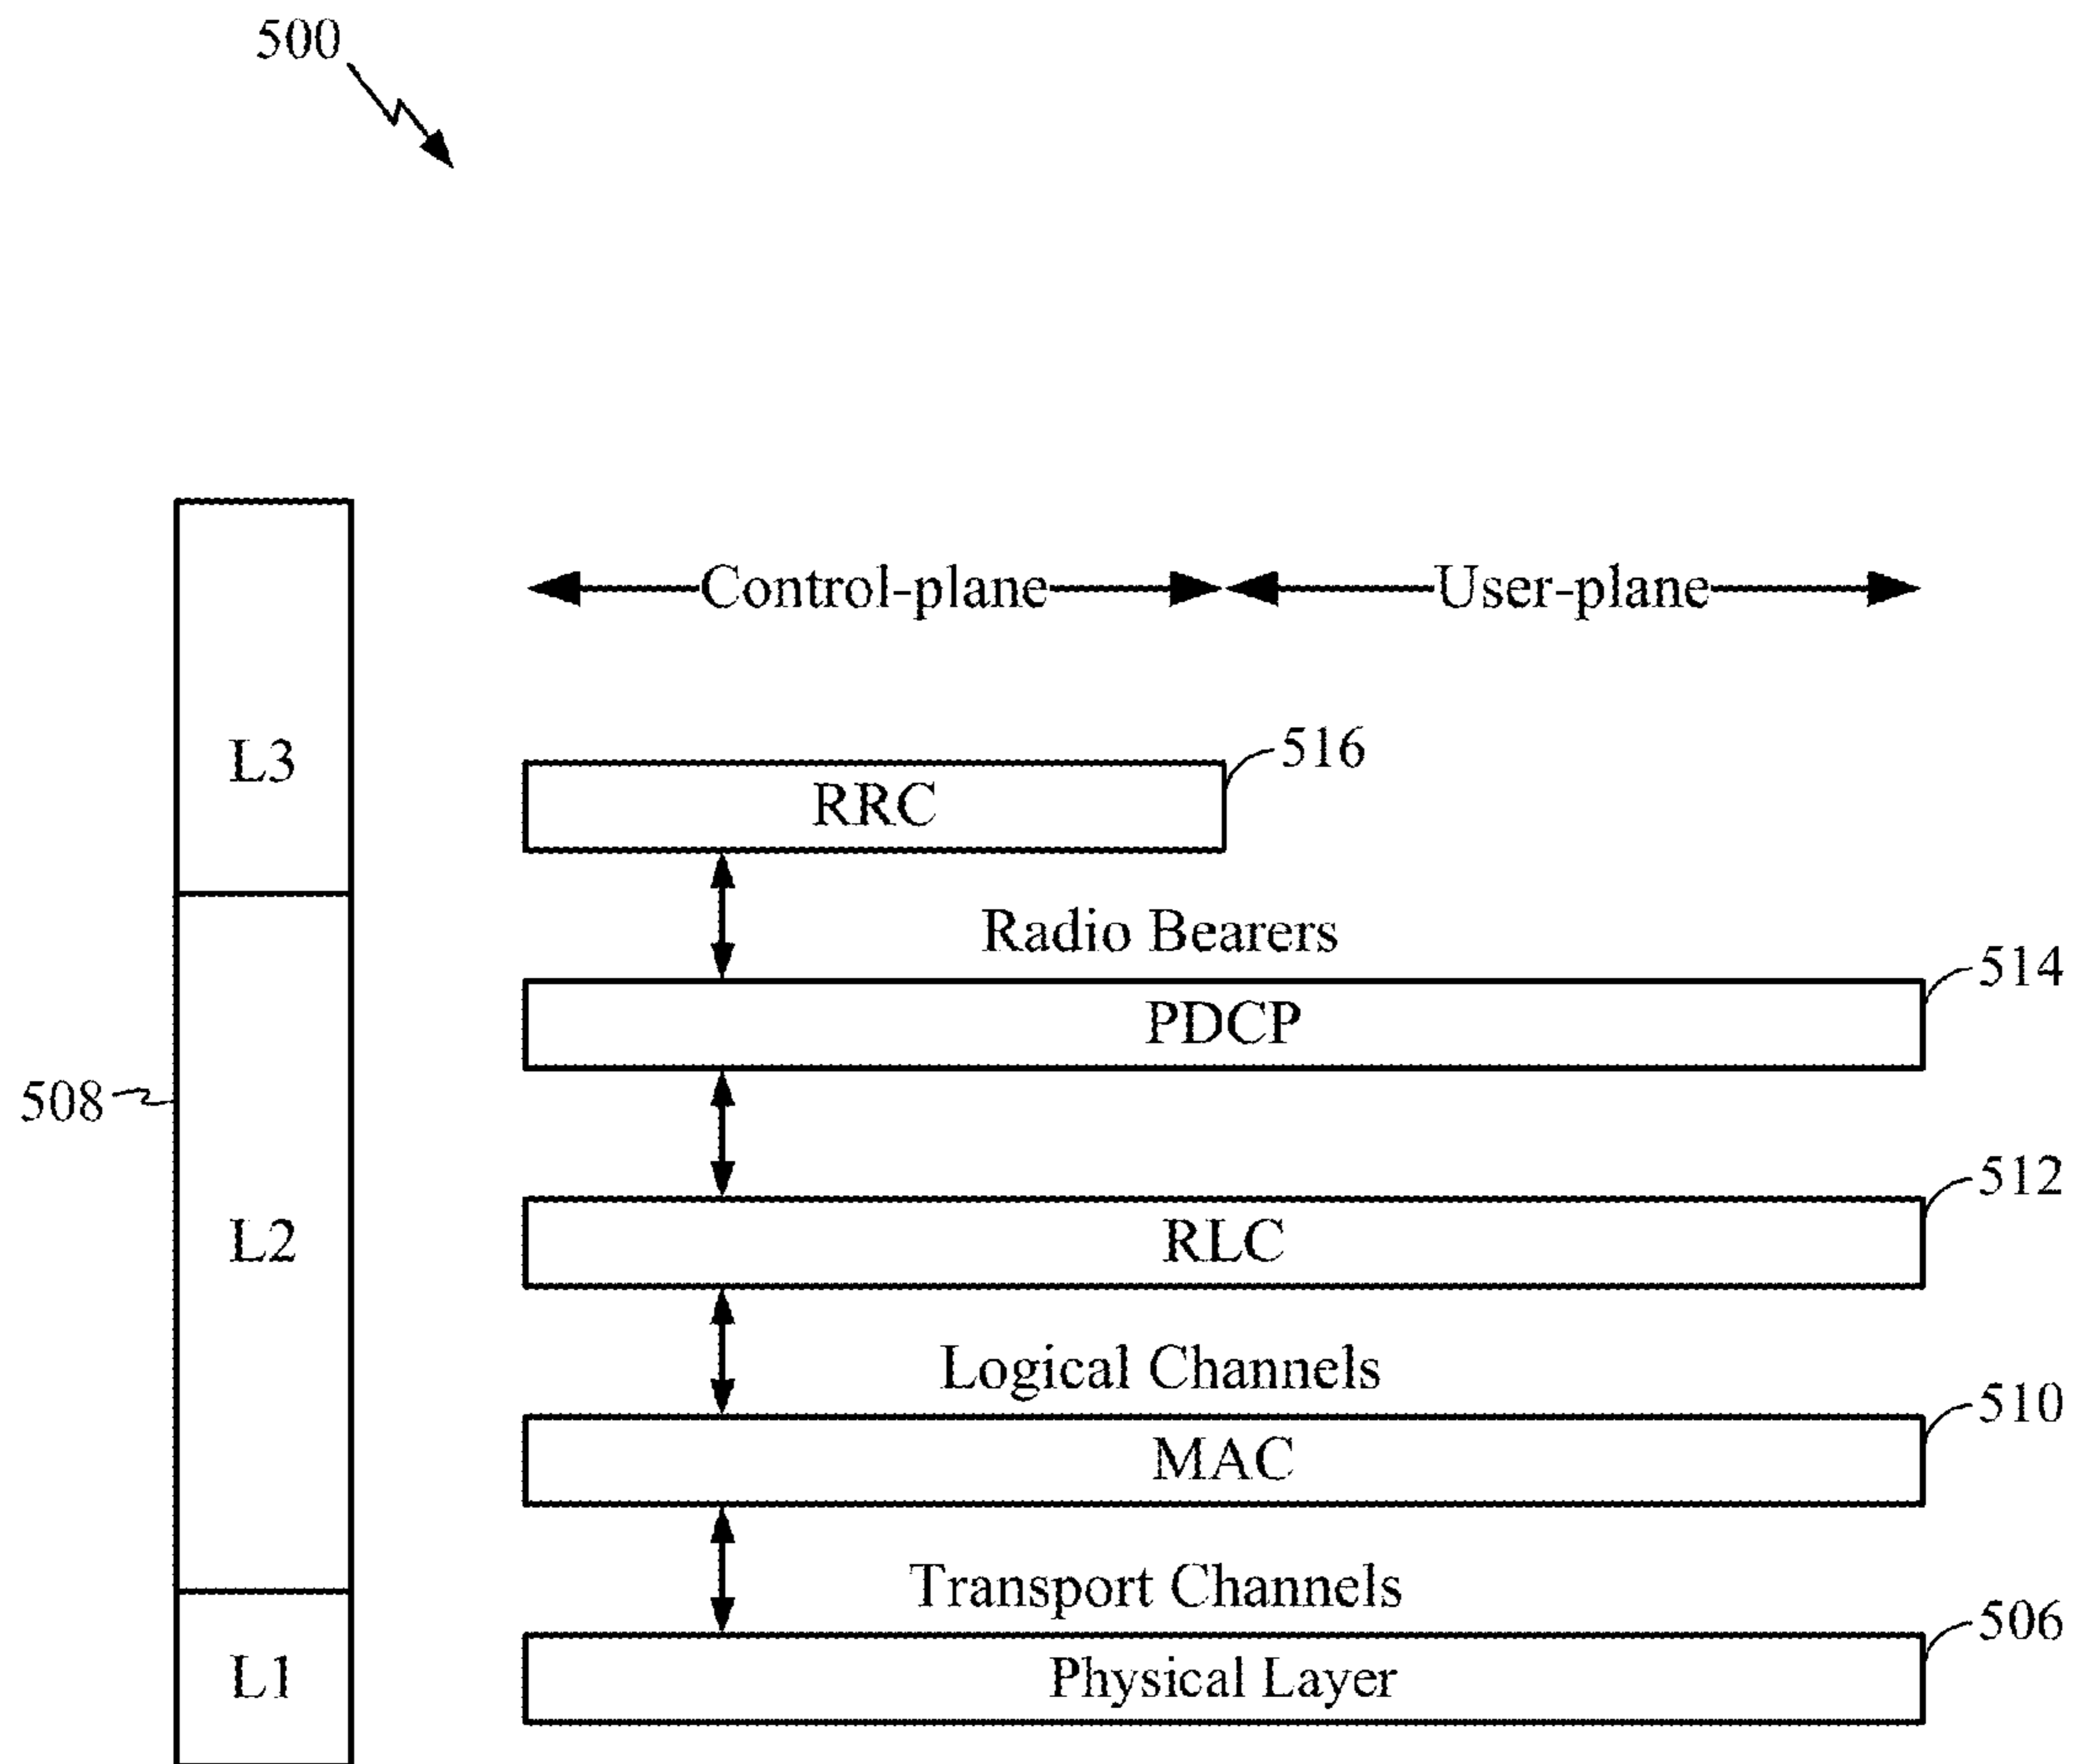 500
Control-plane
User-plane
L3
516
RRC
Radio Bearers
514
PDCP
508
512
L2
RLC
Logical Channels
510
MAC
Transport Channels
506
L1
Physical Layer